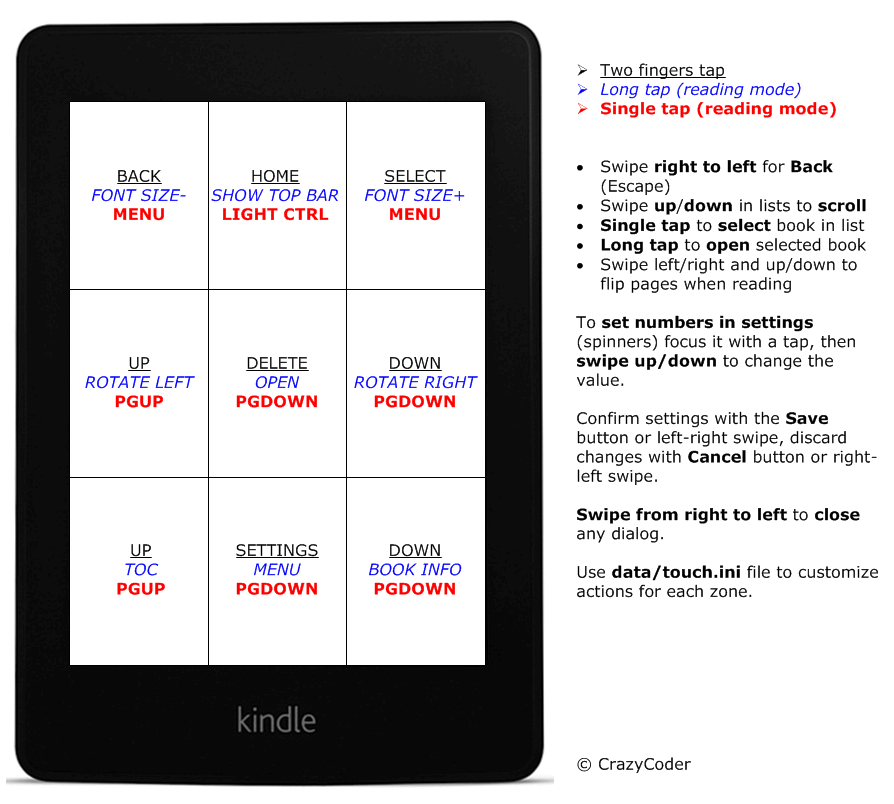 BACK
FONT SIZE-
MENU
HOME
SHOW TOP BAR
LIGHT CTRL
SELECT
FONT SIZE+
MENU
UP
ROTATE LEFT
PGUP
DELETE
OPEN
PGDOWN
DOWN
ROTATE RIGHT
PGDOWN
UP
TOC
PGUP
SETTINGS
MENU
PGDOWN
DOWN
BOOK INFO
PGDOWN
kindle
Two fingers tap
Long tap (reading mode)
Single tap (reading mode)
• Swipe right to left for Back
(Escape)
• Swipe up/down in lists to scroll
• Single tap to select book in list
• Long tap to open selected book
• Swipe left/right and up/down to
flip pages when reading
To set numbers in settings
(spinners) focus it with a tap, then
swipe up/down to change the
value.
Confirm settings with the Save
button or left-right swipe, discard
changes with Cancel button or right-
left swipe.
Swipe from right to left to close
any dialog.
Use data/touch.ini file to customize
actions for each zone.
© CrazyCoder